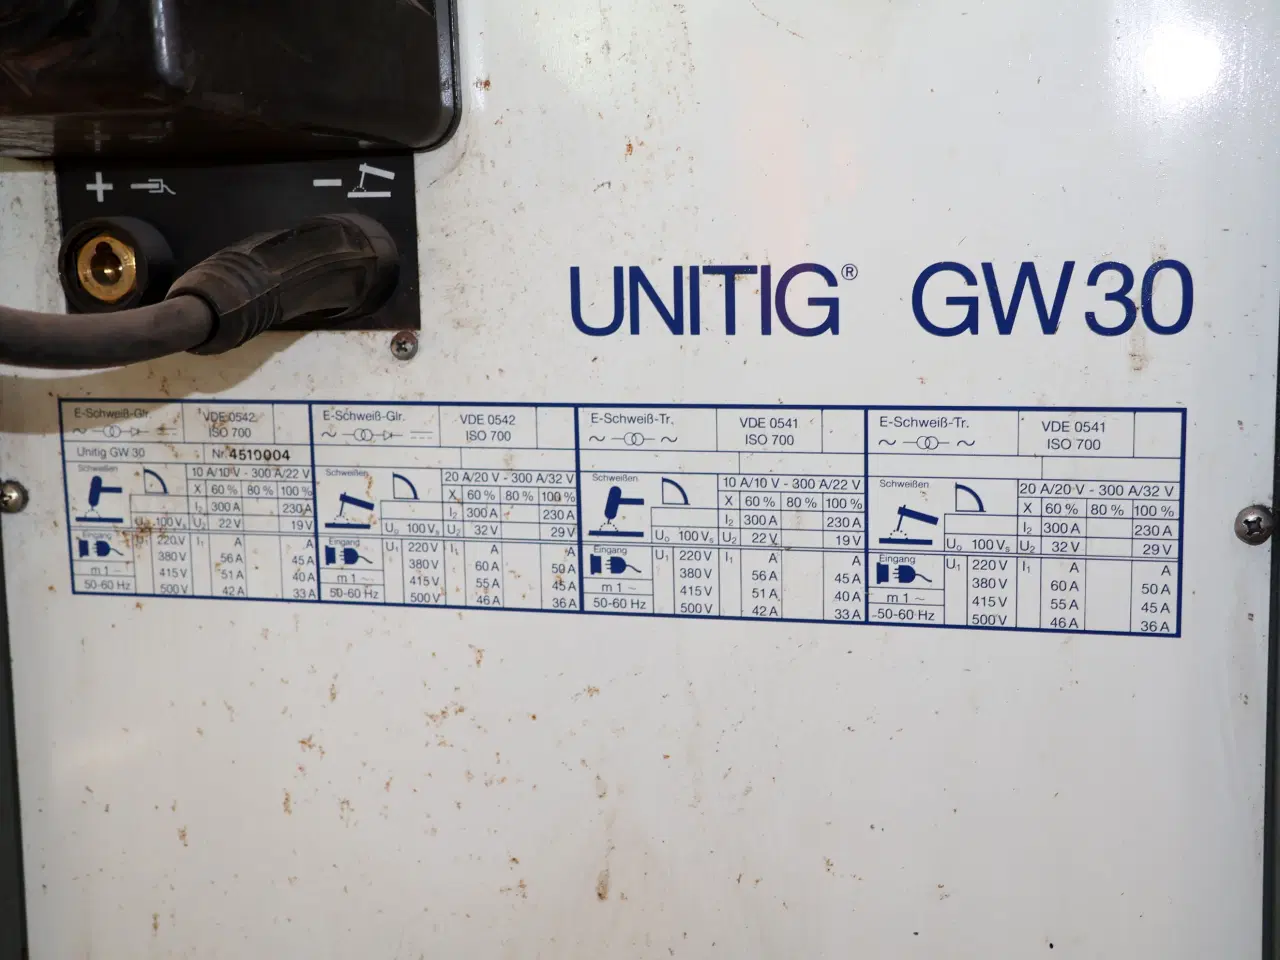 + −
UNITIG® GW30
E-Schweiß-Glr. VDE 0542
ISO 700
Unitig GW 30 Nr. 4510004
Schweißen 10 A/10 V - 300 A/22 V
X 60 % 80 % 100 %
I₂ 300 A 230 A
U₀ 100 Vₛ U₂ 22 V 19 V
Eingang U₁ 220 V I₁ A A
380 V 56 A 45 A
m 1 ~ 415 V 51 A 40 A
50-60 Hz 500 V 42 A 33 A
E-Schweiß-Glr. VDE 0542
ISO 700
Schweißen 20 A/20 V - 300 A/32 V
X 60 % 80 % 100 %
I₂ 300 A 230 A
U₀ 100 Vₛ U₂ 32 V 29 V
Eingang U₁ 220 V I₁ A A
380 V 60 A 50 A
m 1 ~ 415 V 55 A 45 A
50-60 Hz 500 V 46 A 36 A
E-Schweiß-Tr. VDE 0541
ISO 700
Schweißen 10 A/10 V - 300 A/22 V
X 60 % 80 % 100 %
I₂ 300 A 230 A
U₀ 100 Vₛ U₂ 22 V 19 V
Eingang U₁ 220 V I₁ A A
380 V 56 A 45 A
m 1 ~ 415 V 51 A 40 A
50-60 Hz 500 V 42 A 33 A
E-Schweiß-Tr. VDE 0541
ISO 700
Schweißen 20 A/20 V - 300 A/32 V
X 60 % 80 % 100 %
I₂ 300 A 230 A
U₀ 100 Vₛ U₂ 32 V 29 V
Eingang U₁ 220 V I₁ A A
380 V 60 A 50 A
m 1 ~ 415 V 55 A 45 A
50-60 Hz 500 V 46 A 36 A